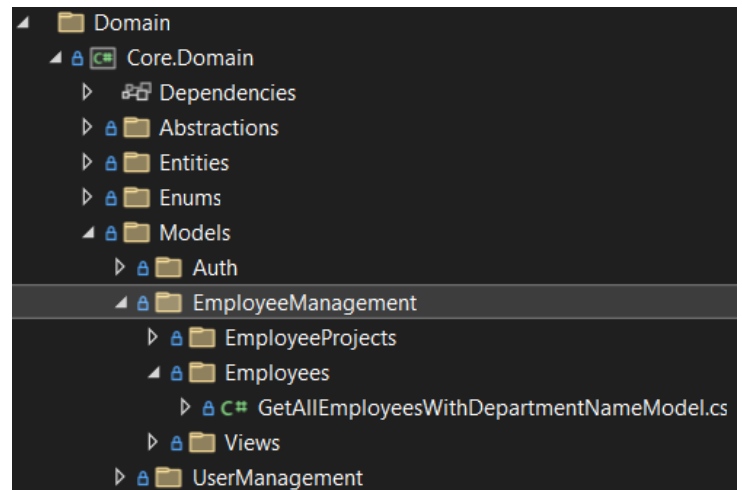 Domain
C# Core.Domain
Dependencies
Abstractions
Entities
Enums
Models
Auth
EmployeeManagement
EmployeeProjects
Employees
C# GetAllEmployeesWithDepartmentNameModel.cs
Views
UserManagement